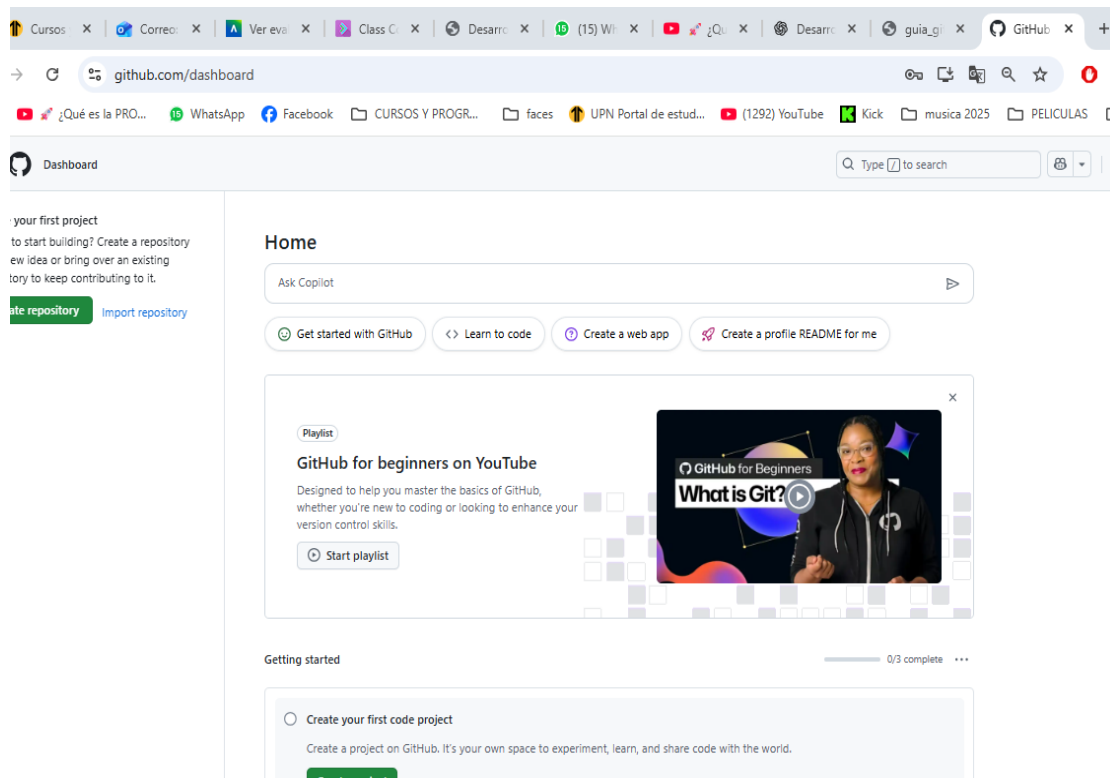 Cursos
Correo:
Ver eva
Class C
Desarro
(15) Wh
¿Qu
Desarro
guia_gi
GitHub
github.com/dashboard
¿Qué es la PRO...
WhatsApp
Facebook
CURSOS Y PROGR...
faces
UPN Portal de estud...
(1292) YouTube
Kick
musica 2025
PELICULAS
Dashboard
Type / to search
your first project
to start building? Create a repository
ew idea or bring over an existing
tory to keep contributing to it.
ate repository
Import repository
Home
Ask Copilot
Get started with GitHub
Learn to code
Create a web app
Create a profile README for me
Playlist
GitHub for beginners on YouTube
Designed to help you master the basics of GitHub,
whether you're new to coding or looking to enhance your
version control skills.
Start playlist
GitHub for Beginners
What is Git?
Getting started
0/3 complete
Create your first code project
Create a project on GitHub. It's your own space to experiment, learn, and share code with the world.